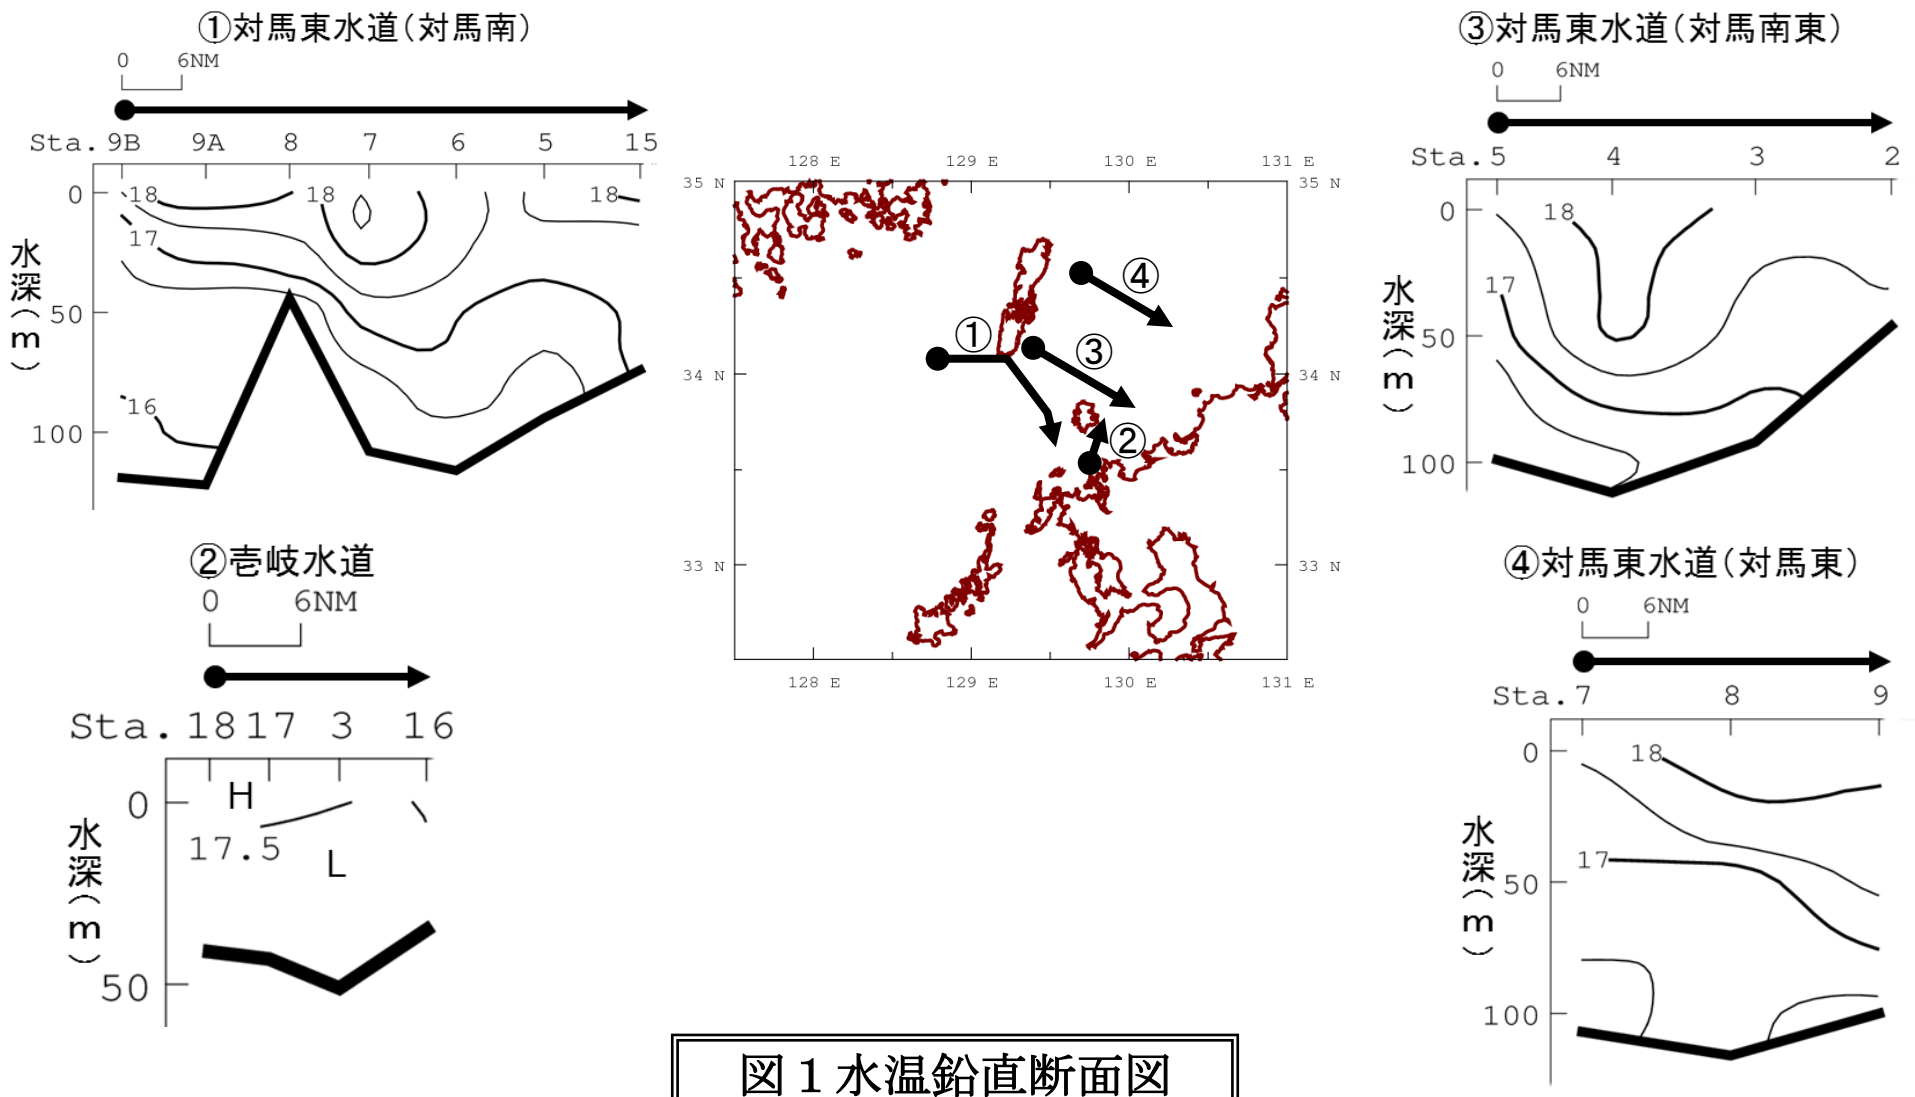 ①対馬東水道(対馬南)
0 6NM
Sta. 9B 9A 8 7 6 5 15
18 18 18
17
16
0
50
100
水深(m)
②壱岐水道
0 6NM
Sta. 18 17 3 16
H
17.5
L
0
50
水深(m)
128 E 129 E 130 E 131 E
35 N 35 N
34 N 34 N
33 N 33 N
① ② ③ ④
128 E 129 E 130 E 131 E
③対馬東水道(対馬南東)
0 6NM
Sta. 5 4 3 2
18
17
0
50
100
水深(m)
④対馬東水道(対馬東)
0 6NM
Sta. 7 8 9
18
17
0
50
100
水深(m)
図1水温鉛直断面図